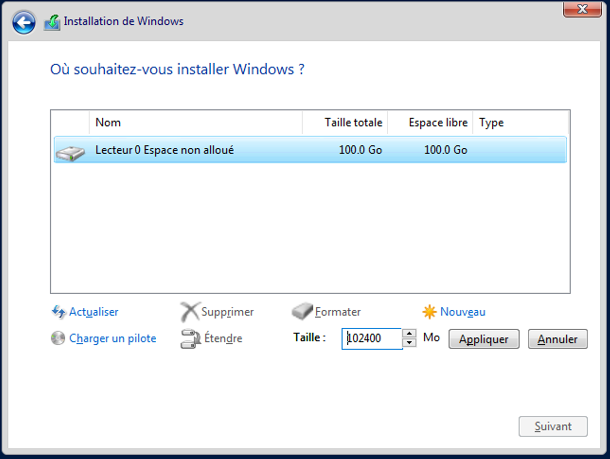 Installation de Windows
Où souhaitez-vous installer Windows ?
Nom Taille totale Espace libre Type
Lecteur 0 Espace non alloué 100.0 Go 100.0 Go
Actualiser Supprimer Formater Nouveau
Charger un pilote Étendre Taille : 102400 Mo Appliquer Annuler
Suivant